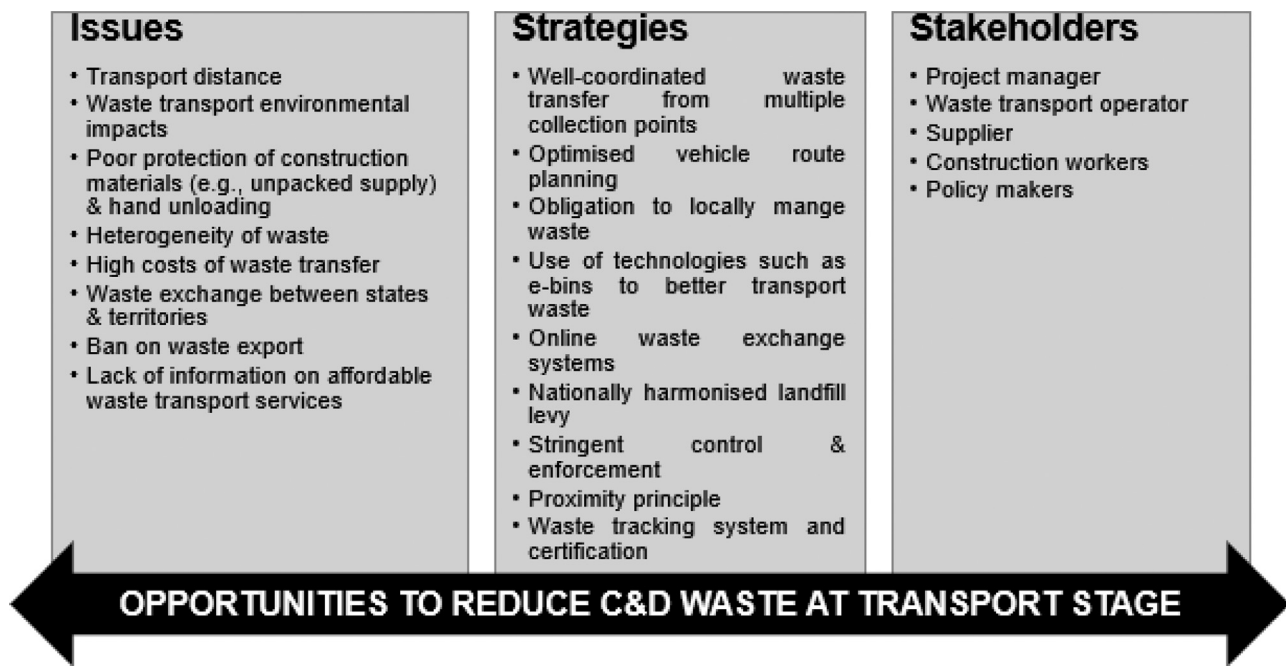 Issues
• Transport distance
• Waste transport environmental
impacts
• Poor protection of construction
materials (e.g., unpacked supply)
& hand unloading
• Heterogeneity of waste
• High costs of waste transfer
• Waste exchange between states
& territories
• Ban on waste export
• Lack of information on affordable
waste transport services
Strategies
• Well-coordinated waste
transfer from multiple
collection points
• Optimised vehicle route
planning
• Obligation to locally mange
waste
• Use of technologies such as
e-bins to better transport
waste
• Online waste exchange
systems
• Nationally harmonised landfill
levy
• Stringent control &
enforcement
• Proximity principle
• Waste tracking system and
certification
Stakeholders
• Project manager
• Waste transport operator
• Supplier
• Construction workers
• Policy makers
OPPORTUNITIES TO REDUCE C&D WASTE AT TRANSPORT STAGE